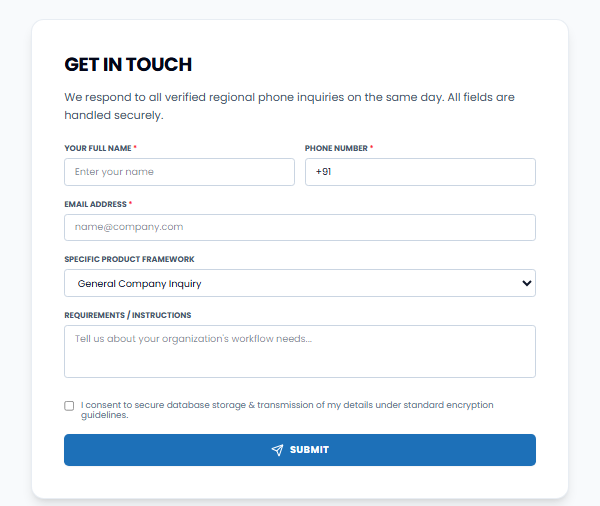 GET IN TOUCH
We respond to all verified regional phone inquiries on the same day. All fields are
handled securely.
YOUR FULL NAME * PHONE NUMBER *
Enter your name +91
EMAIL ADDRESS *
name@company.com
SPECIFIC PRODUCT FRAMEWORK
General Company Inquiry
REQUIREMENTS / INSTRUCTIONS
Tell us about your organization's workflow needs...
I consent to secure database storage & transmission of my details under standard encryption
guidelines.
SUBMIT